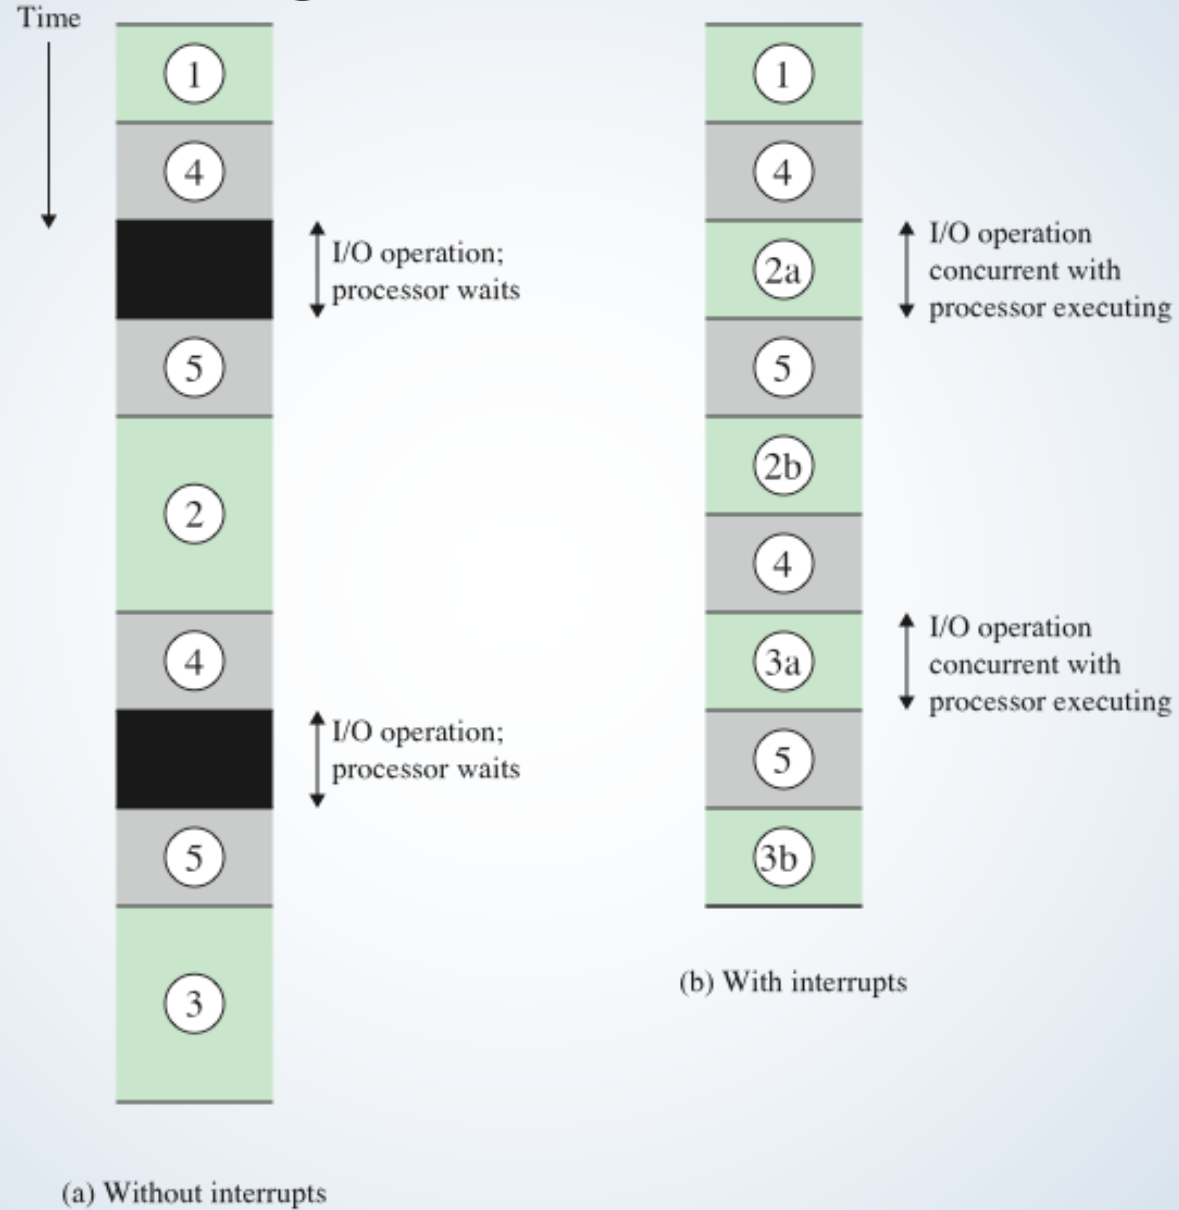 Time
1
4
I/O operation;
processor waits
5
2
4
I/O operation;
processor waits
5
3
(a) Without interrupts
1
4
2a
I/O operation
concurrent with
processor executing
5
2b
4
3a
I/O operation
concurrent with
processor executing
5
3b
(b) With interrupts